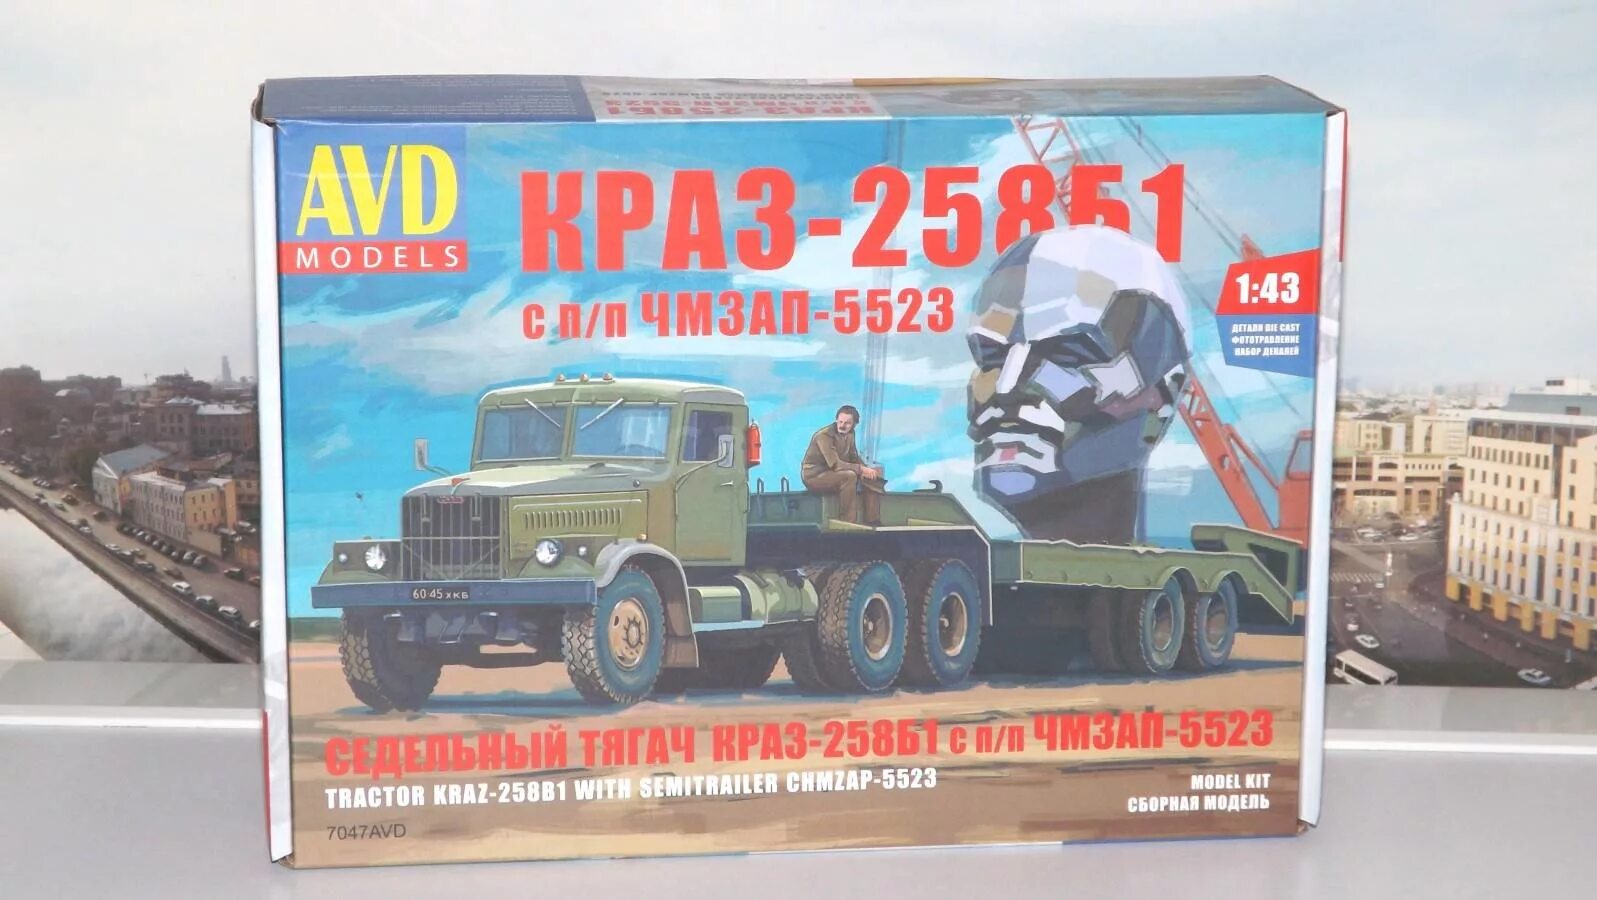 AVD
MODELS
КРАЗ-258Б1
с п/п ЧМЗАП-5523
1:43
ДЕТАЛИ DIE CAST
ФОТОТРАВЛЕНИЕ
НАБОР ДЕКАЛЕЙ
60-45 ХКБ
СЕДЕЛЬНЫЙ ТЯГАЧ КРАЗ-258Б1 с п/п ЧМЗАП-5523
TRACTOR KRAZ-258B1 WITH SEMITRAILER CHMZAP-5523
MODEL KIT
СБОРНАЯ МОДЕЛЬ
7047AVD